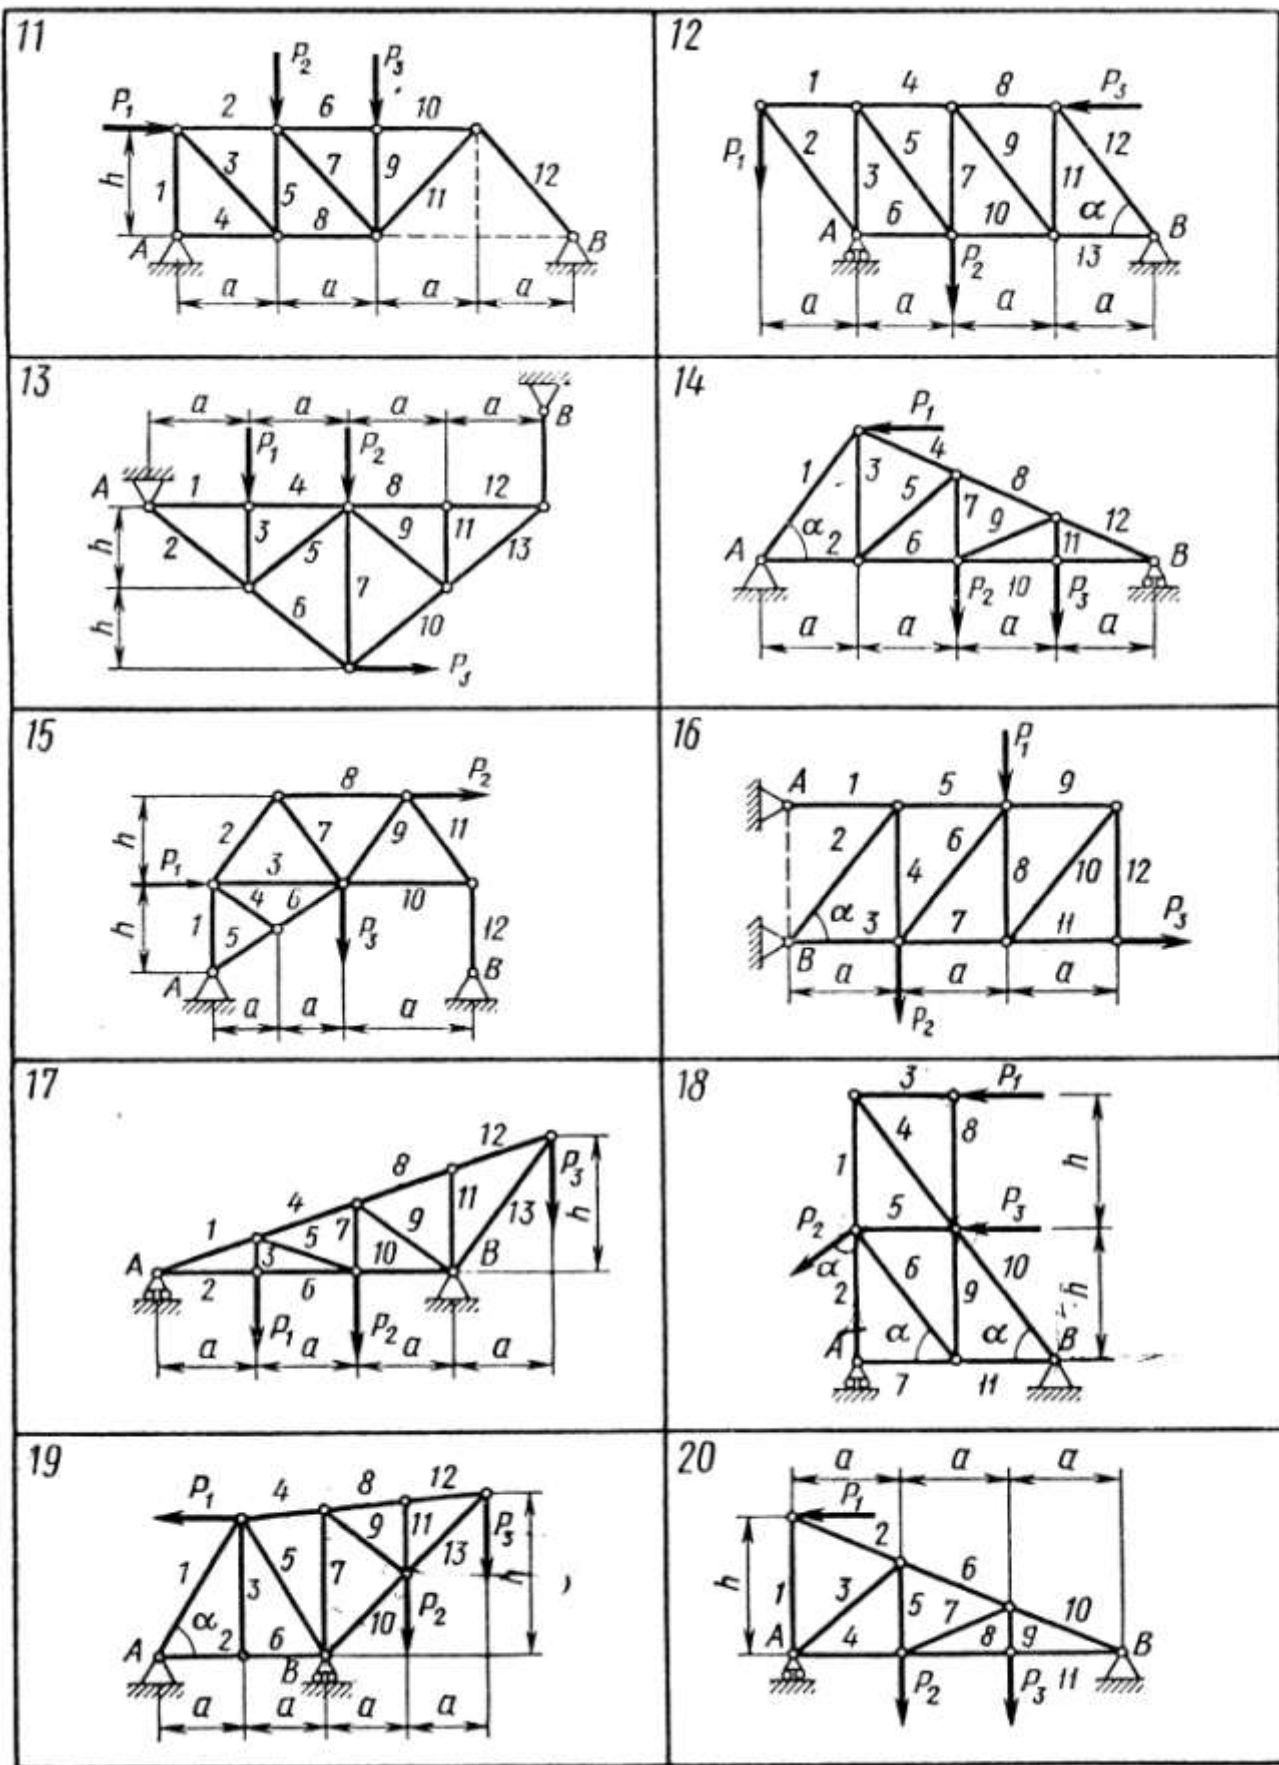 11
P₂ P₃
P₁ 2 6 10
h 1 3 5 7 9 11 12
4 8
A B
a a a a
12
1 4 8 P₃
P₁ 2 3 5 7 9 11 12
A 6 10 α B
P₂ 13
a a a a
13
a a a a
B
P₁ P₂
A 1 4 8 12
h 2 3 5 9 11 13
h 6 7 10
P₃
14
P₁
1 3 4
5 7 8
9 12
A α 2 6 11 B
P₂ 10 P₃
a a a a
15
8 P₂
h 2 7 9 11
P₁ 3
h 1 4 6 10
5 P₃ 12
A B
a a a
16
P₁
A 1 5 9
2 4 6 8 10 12
α 3 7 11 P₃
B
a a a
P₂
17
12
8 P₃
4 11 h
1 5 7 9 13
A 3 10 B
2 6
P₁ P₂
a a a a
18
3 P₁
4 8 h
1
5 P₃
P₂
α 6 10
2 9 h
A α α B
7 11
19
P₁ 4 8 12
9 11 P₃
1 3 5 7 13 h
α 10 P₂
A 2 6
B
a a a a
20
a a a
P₁
2
h 1 3 6
5 7 10
A 4 8 9 B
P₂ P₃ 11